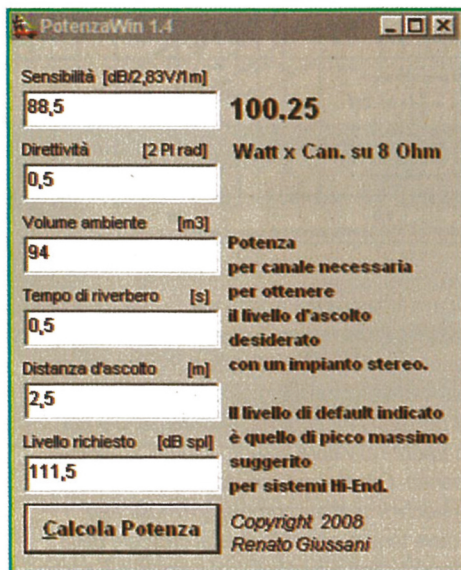 PotenzaWin 1.4
Sensibilità [dB/2,83V/1m]
88,5
100,25
Watt x Can. su 8 Ohm
Direttività [2 PI rad]
0,5
Volume ambiente [m3]
94
Tempo di riverbero [s]
0,5
Distanza d'ascolto [m]
2,5
Livello richiesto [dB spl]
111,5
Calcola Potenza
Potenza
per canale necessaria
per ottenere
il livello d'ascolto
desiderato
con un impianto stereo.
Il livello di default indicato
è quello di picco massimo
suggerito
per sistemi Hi-End.
Copyright 2008
Renato Giussani